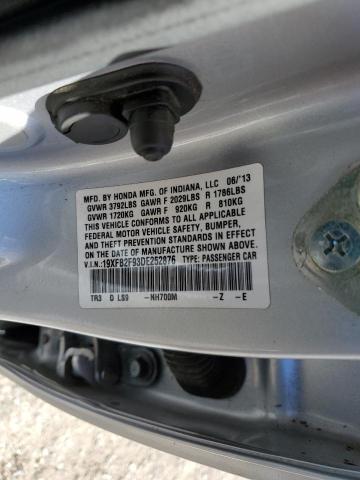 MFD. BY HONDA MFG. OF INDIANA, LLC 06/'13
GVWR 3792LBS GAWR F 2029LBS R 1786LBS
GVWR 1720KG GAWR F 920KG R 810KG
THIS VEHICLE CONFORMS TO ALL APPLICABLE
FEDERAL MOTOR VEHICLE SAFETY, BUMPER,
AND THEFT PREVENTION STANDARDS IN EFFECT
ON THE DATE OF MANUFACTURE SHOWN ABOVE.
V.I.N.:19XFB2F93DE252876 TYPE: PASSENGER CAR
TR3 D LS9 -NH700M -Z -E